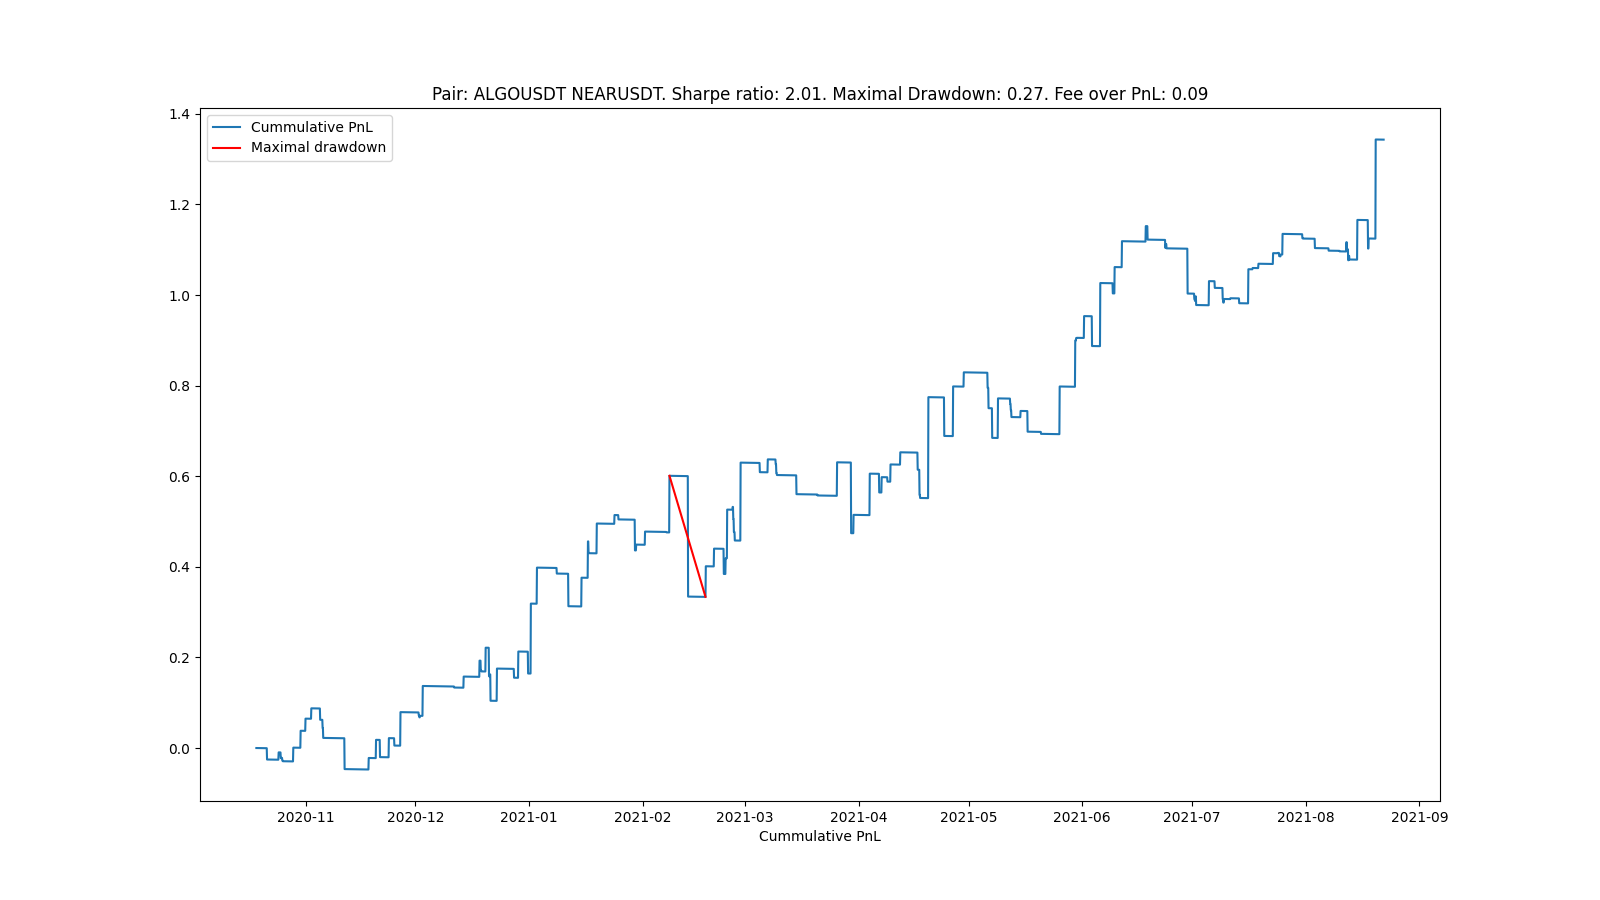 Pair: ALGOUSDT NEARUSDT. Sharpe ratio: 2.01. Maximal Drawdown: 0.27. Fee over PnL: 0.09
Cummulative PnL
Maximal drawdown
1.4
1.2
1.0
0.8
0.6
0.4
0.2
0.0
2020-11 2020-12 2021-01 2021-02 2021-03 2021-04 2021-05 2021-06 2021-07 2021-08 2021-09
Cummulative PnL